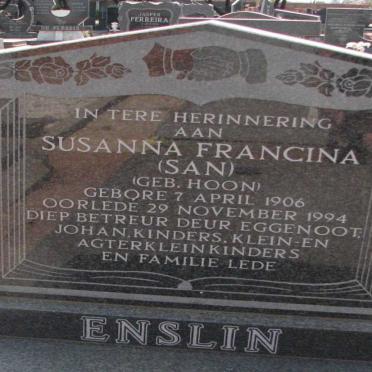 JASPER
FERREIRA
IN TERE HERINNERING
AAN
SUSANNA FRANCINA
(SAN)
(GEB. HOON)
GEBORE 7 APRIL 1906
OORLEDE 29 NOVEMBER 1994
DIEP BETREUR DEUR EGGENOOT,
JOHAN, KINDERS, KLEIN-EN
AGTERKLEINKINDERS
EN FAMILIE LEDE
ENSLIN